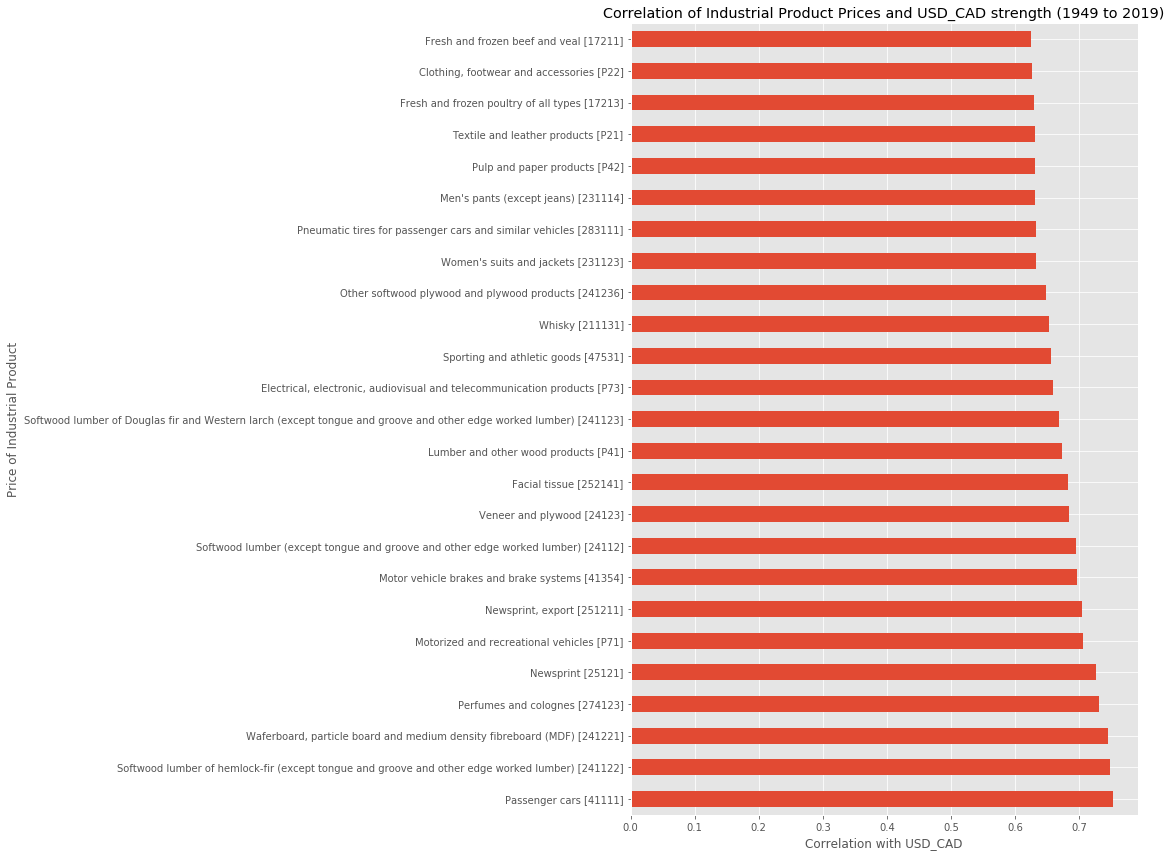 Correlation of Industrial Product Prices and USD_CAD strength (1949 to 2019)
Fresh and frozen beef and veal [17211]
Clothing, footwear and accessories [P22]
Fresh and frozen poultry of all types [17213]
Textile and leather products [P21]
Pulp and paper products [P42]
Men's pants (except jeans) [231114]
Pneumatic tires for passenger cars and similar vehicles [283111]
Women's suits and jackets [231123]
Other softwood plywood and plywood products [241236]
Whisky [211131]
Sporting and athletic goods [47531]
Electrical, electronic, audiovisual and telecommunication products [P73]
Softwood lumber of Douglas fir and Western larch (except tongue and groove and other edge worked lumber) [241123]
Lumber and other wood products [P41]
Facial tissue [252141]
Veneer and plywood [24123]
Softwood lumber (except tongue and groove and other edge worked lumber) [24112]
Motor vehicle brakes and brake systems [41354]
Newsprint, export [251211]
Motorized and recreational vehicles [P71]
Newsprint [25121]
Perfumes and colognes [274123]
Waferboard, particle board and medium density fibreboard (MDF) [241221]
Softwood lumber of hemlock-fir (except tongue and groove and other edge worked lumber) [241122]
Passenger cars [41111]
Price of Industrial Product
0.0 0.1 0.2 0.3 0.4 0.5 0.6 0.7
Correlation with USD_CAD